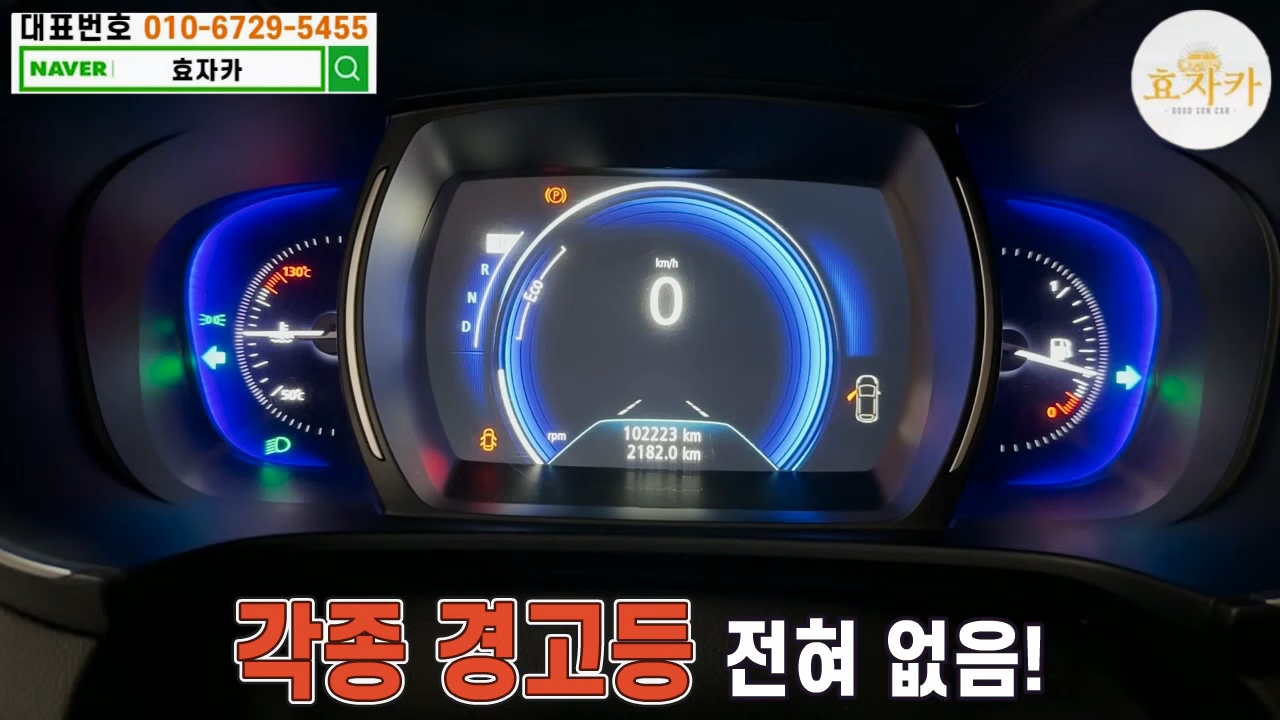 대표번호 010-6729-5455
NAVER 효자카
효자카
- GOOD SON CAR -
130℃
50℃
P
R
N
D
Eco
km/h
0
rpm
102223 km
2182.0 km
0
각종 경고등 전혀 없음!